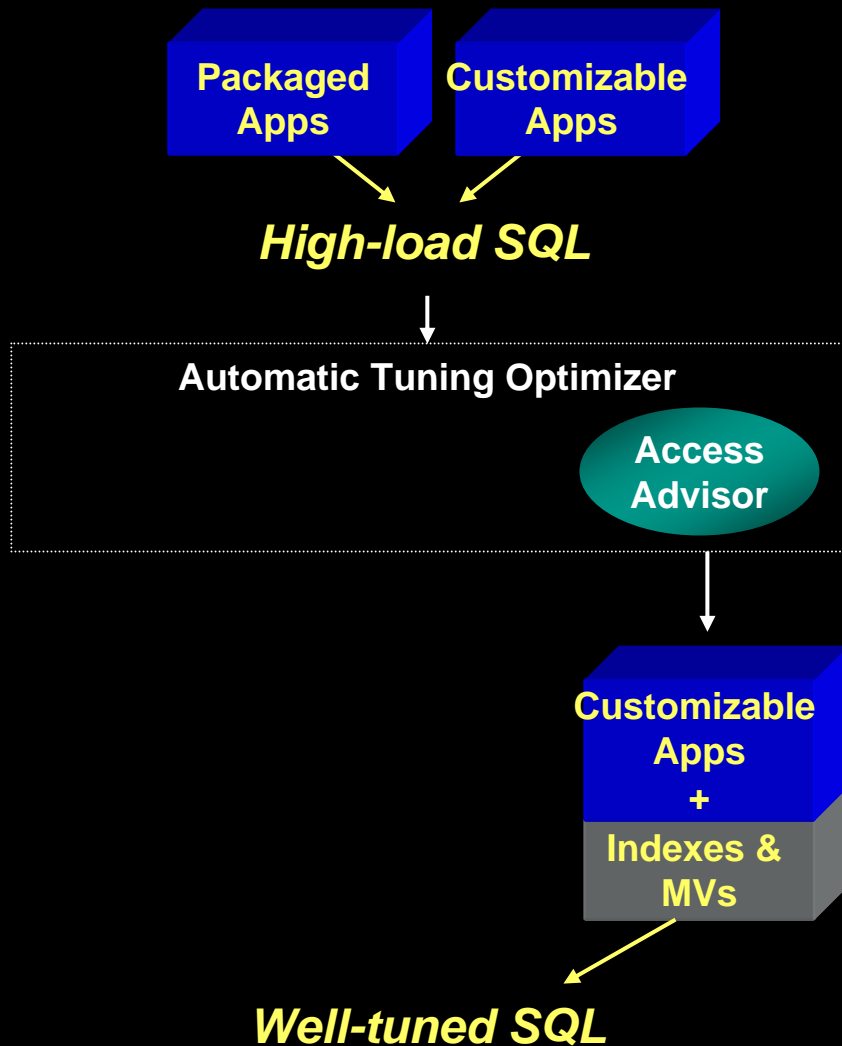 Packaged
Apps
Customizable
Apps
High-load SQL
Automatic Tuning Optimizer
Access
Advisor
Customizable
Apps
+
Indexes &
MVs
Well-tuned SQL